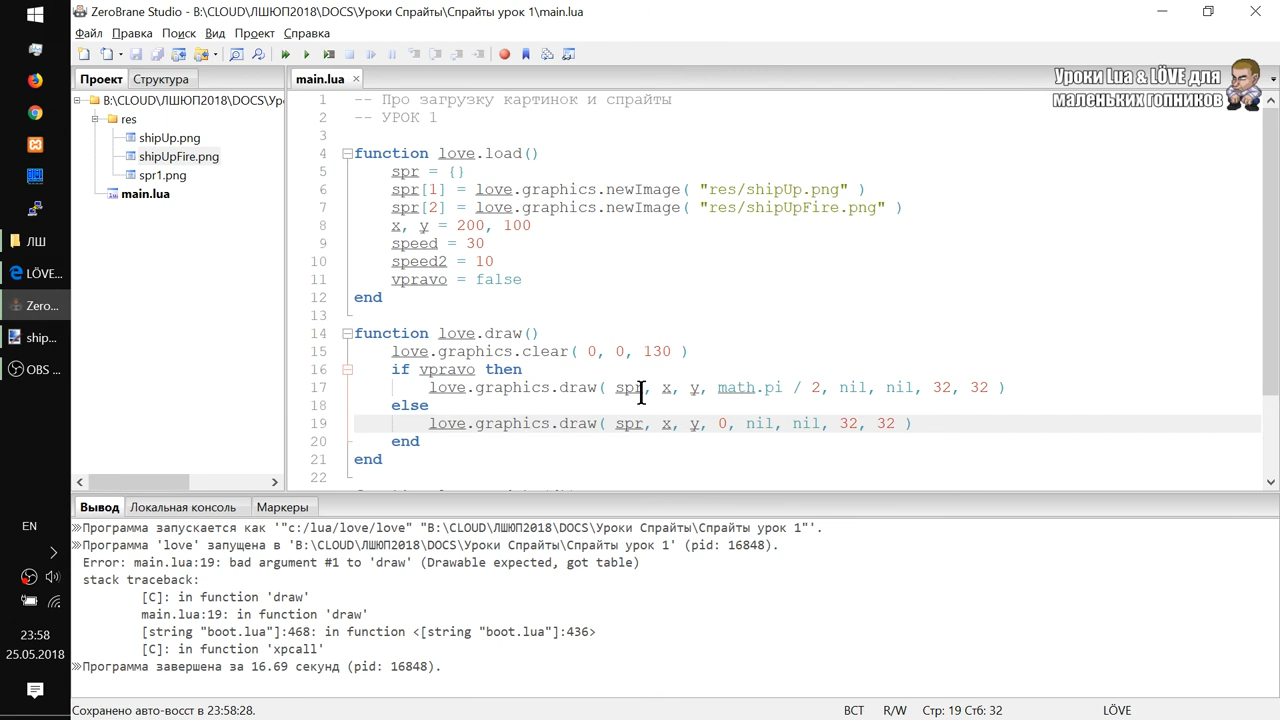 ZeroBrane Studio - B:\CLOUD\ЛШЮП2018\DOCS\Уроки Спрайты\Спрайты урок 1\main.lua
Файл Правка Поиск Вид Проект Справка
Проект Структура
main.lua
Уроки Lua & LÖVE для
маленьких гопников
B:\CLOUD\ЛШЮП2018\DOCS\Ур
res
shipUp.png
shipUpFire.png
spr1.png
main.lua
1 -- Про загрузку картинок и спрайты
2 -- УРОК 1
3
4 function love.load()
5 spr = {}
6 spr[1] = love.graphics.newImage( "res/shipUp.png" )
7 spr[2] = love.graphics.newImage( "res/shipUpFire.png" )
8 x, y = 200, 100
9 speed = 30
10 speed2 = 10
11 vpravo = false
12 end
13
14 function love.draw()
15 love.graphics.clear( 0, 0, 130 )
16 if vpravo then
17 love.graphics.draw( spr, x, y, math.pi / 2, nil, nil, 32, 32 )
18 else
19 love.graphics.draw( spr, x, y, 0, nil, nil, 32, 32 )
20 end
21 end
22
ЛШ
LÖVE...
Zero...
ship...
OBS ...
EN
23:58
25.05.2018
Вывод Локальная консоль Маркеры
Программа запускается как '"c:/lua/love/love" "B:\CLOUD\ЛШЮП2018\DOCS\Уроки Спрайты\Спрайты урок 1"'.
Программа 'love' запущена в 'B:\CLOUD\ЛШЮП2018\DOCS\Уроки Спрайты\Спрайты урок 1' (pid: 16848).
Error: main.lua:19: bad argument #1 to 'draw' (Drawable expected, got table)
stack traceback:
[C]: in function 'draw'
main.lua:19: in function 'draw'
[string "boot.lua"]:468: in function <[string "boot.lua"]:436>
[C]: in function 'xpcall'
Программа завершена за 16.69 секунд (pid: 16848).
Сохранено авто-восст в 23:58:28.
ВСТ R/W Стр: 19 Стб: 32 LÖVE